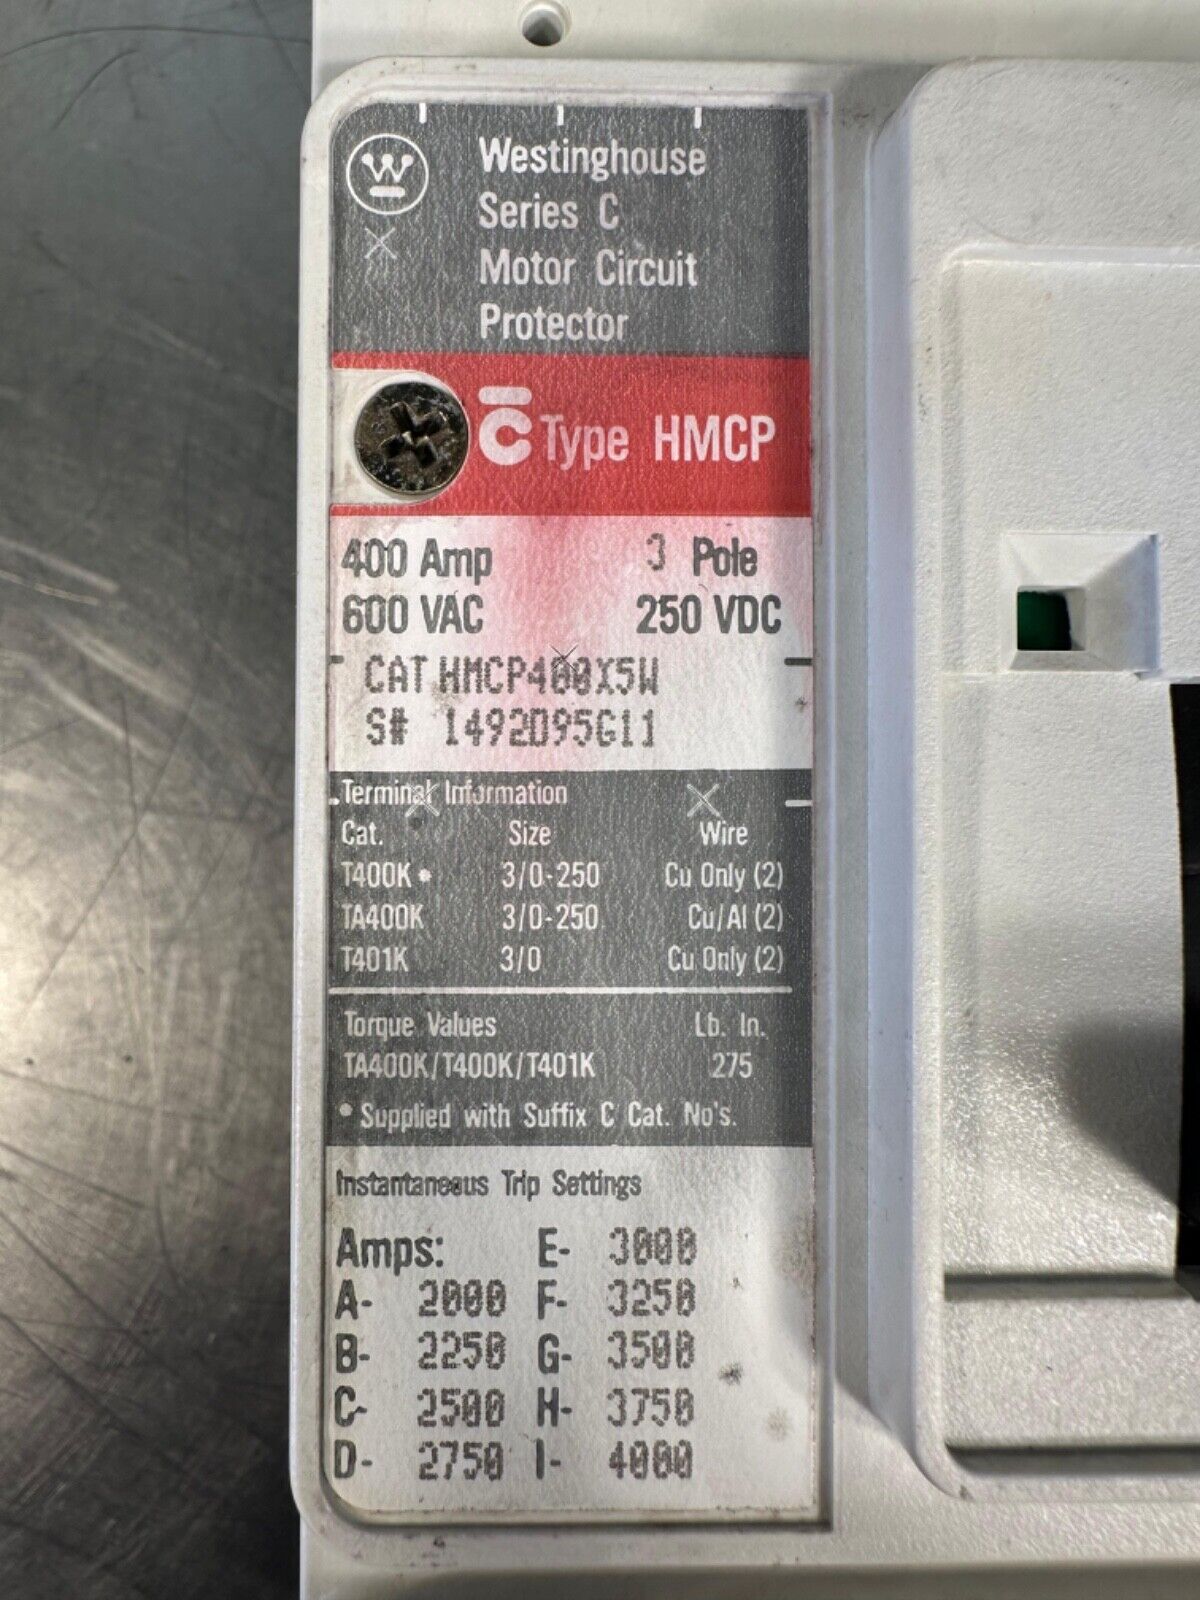 Westinghouse
Series C
Motor Circuit
Protector
C Type HMCP
400 Amp 3 Pole
600 VAC 250 VDC
CAT HMCP400X5W
S# 1492D95G11
Terminal Information
Cat. Size Wire
T400K• 3/0-250 Cu Only (2)
TA400K 3/0-250 Cu/Al (2)
T401K 3/0 Cu Only (2)
Torque Values Lb. In.
TA400K/T400K/T401K 275
• Supplied with Suffix C Cat. No's.
Instantaneous Trip Settings
Amps: E- 3000
A- 2000 F- 3250
B- 2250 G- 3500
C- 2500 H- 3750
D- 2750 I- 4000